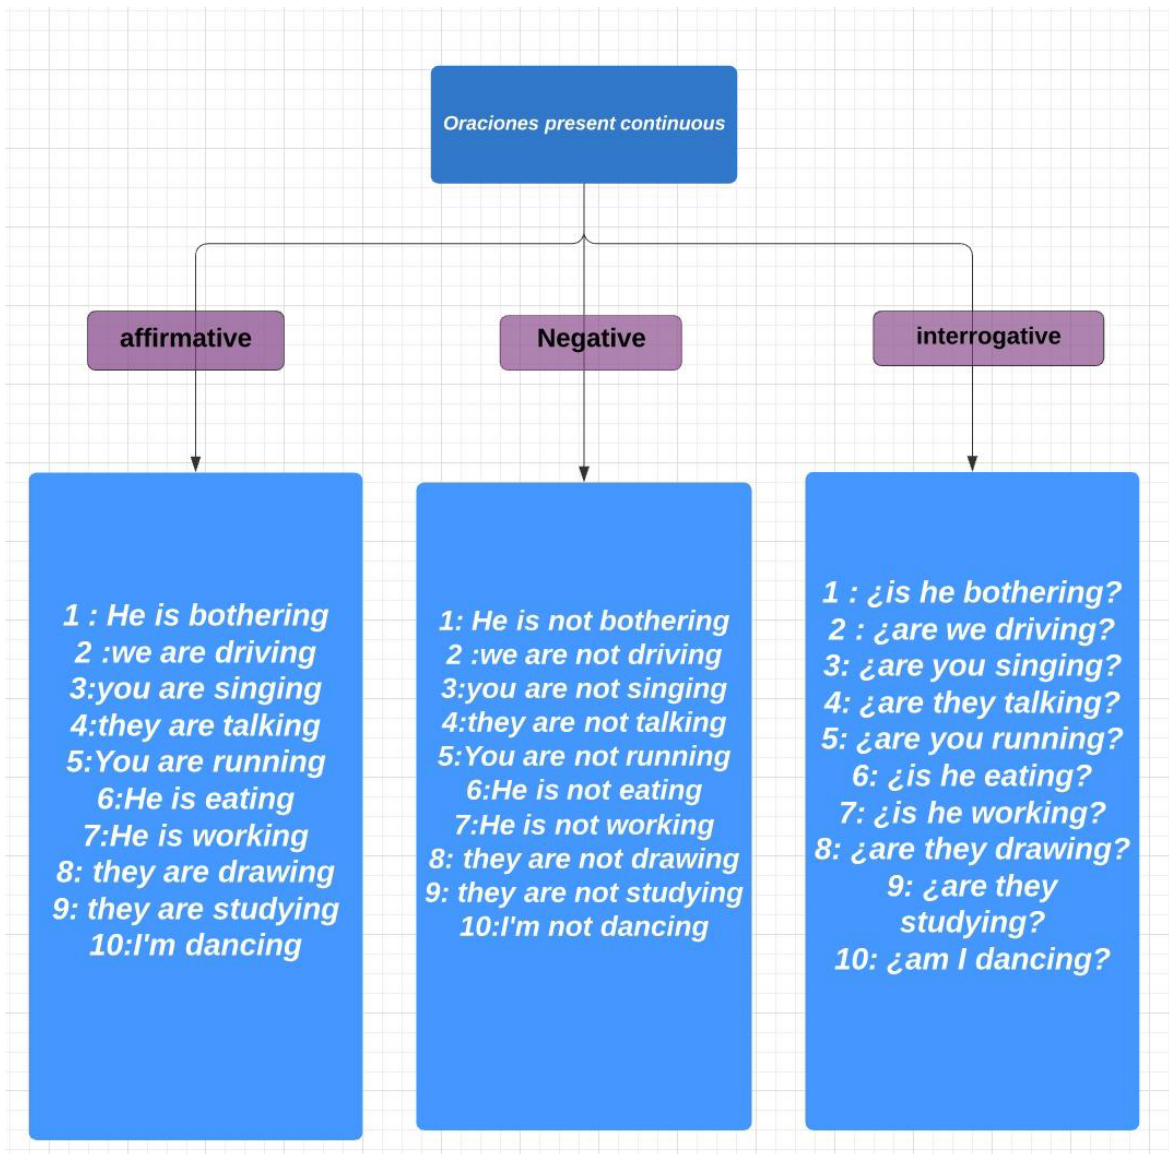 Oraciones present continuous
affirmative
Negative
interrogative
1 : He is bothering
2 :we are driving
3:you are singing
4:they are talking
5:You are running
6:He is eating
7:He is working
8: they are drawing
9: they are studying
10:I'm dancing
1: He is not bothering
2 :we are not driving
3:you are not singing
4:they are not talking
5:You are not running
6:He is not eating
7:He is not working
8: they are not drawing
9: they are not studying
10:I'm not dancing
1 : ¿is he bothering?
2 : ¿are we driving?
3: ¿are you singing?
4: ¿are they talking?
5: ¿are you running?
6: ¿is he eating?
7: ¿is he working?
8: ¿are they drawing?
9: ¿are they
studying?
10: ¿am I dancing?